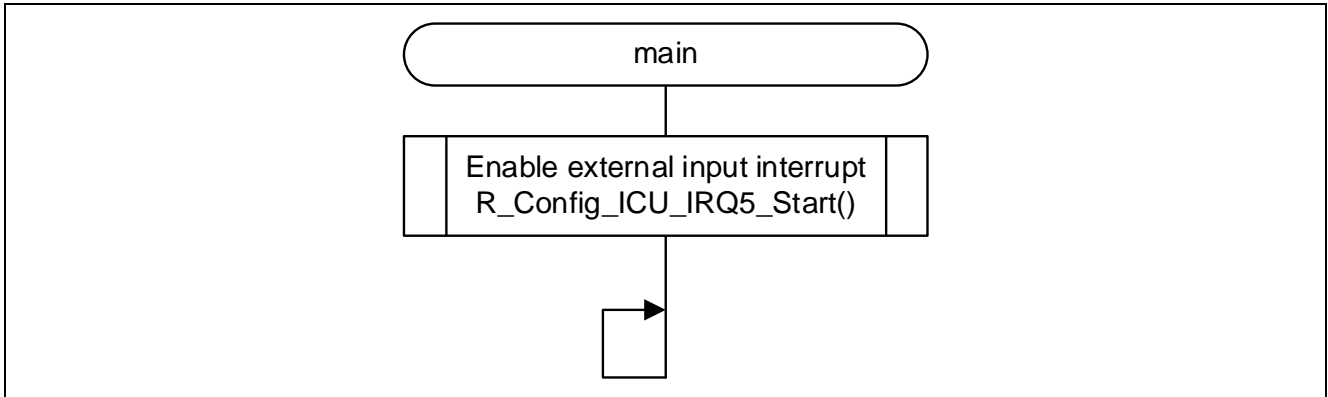 main
Enable external input interrupt
R_Config_ICU_IRQ5_Start()